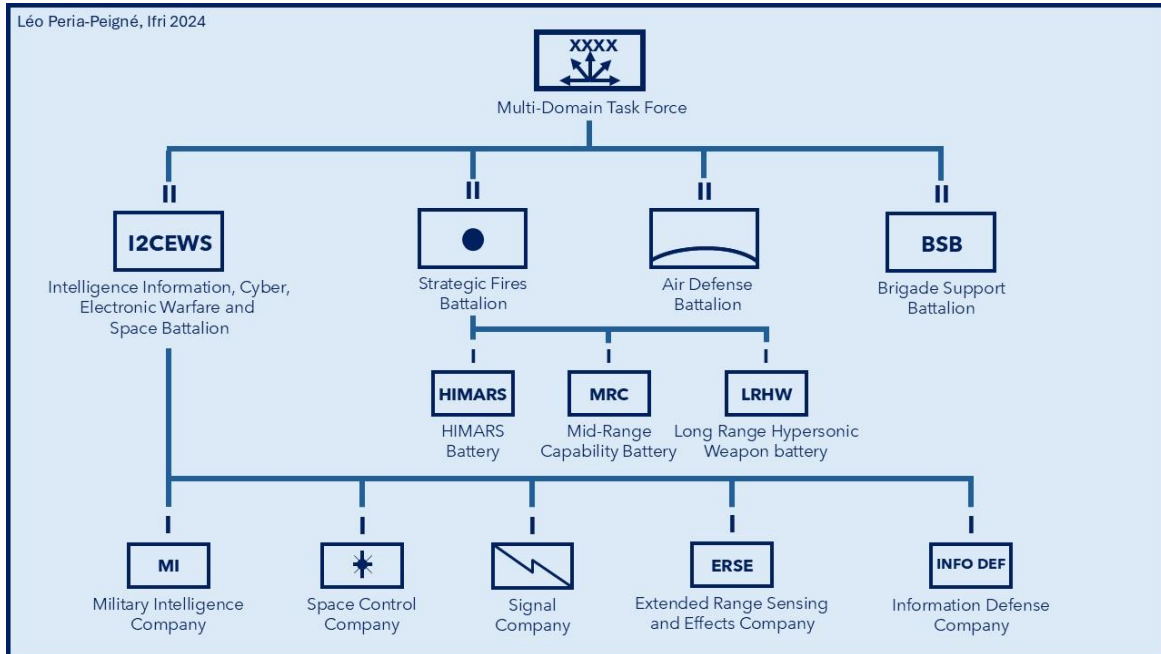 Léo Peria-Peigné, Ifri 2024
XXXX
Multi-Domain Task Force
II
II
II
II
I2CEWS
BSB
Intelligence Information, Cyber,
Electronic Warfare and
Space Battalion
Strategic Fires
Battalion
Air Defense
Battalion
Brigade Support
Battalion
I
I
I
HIMARS
MRC
LRHW
HIMARS
Battery
Mid-Range
Capability Battery
Long Range Hypersonic
Weapon battery
I
I
I
I
I
MI
ERSE
INFO DEF
Military Intelligence
Company
Space Control
Company
Signal
Company
Extended Range Sensing
and Effects Company
Information Defense
Company